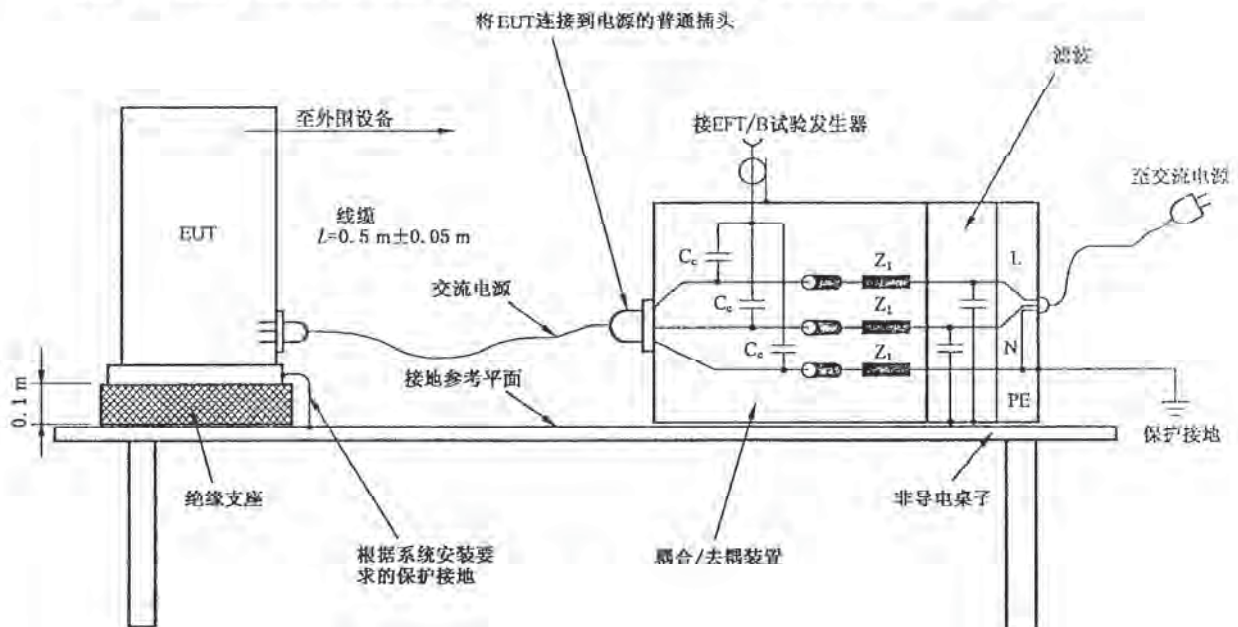 将EUT连接到电源的普通插头
滤波
至外围设备
接EFT/B试验发生器
至交流电源
EUT
线缆
l=0.5 m±0.05 m
Cc
Z1
L
交流电源
Cc
Z1
N
Cc
Z1
接地参考平面
PE
0.1 m
保护接地
绝缘支座
非导电桌子
根据系统安装要
求的保护接地
耦合/去耦装置